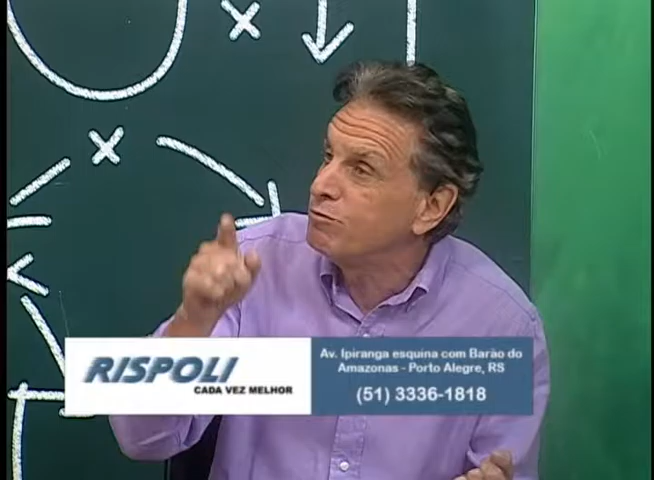 RISPOLI
CADA VEZ MELHOR
Av. Ipiranga esquina com Barão do
Amazonas - Porto Alegre, RS
(51) 3336-1818